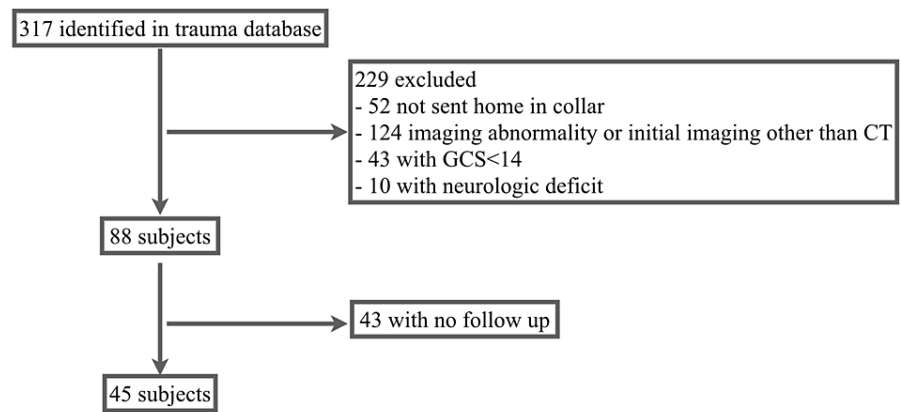 317 identified in trauma database
229 excluded
- 52 not sent home in collar
- 124 imaging abnormality or initial imaging other than CT
- 43 with GCS<14
- 10 with neurologic deficit
88 subjects
43 with no follow up
45 subjects